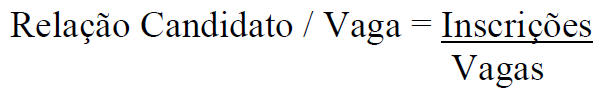 Relação Candidato / Vaga = Inscrições
Vagas